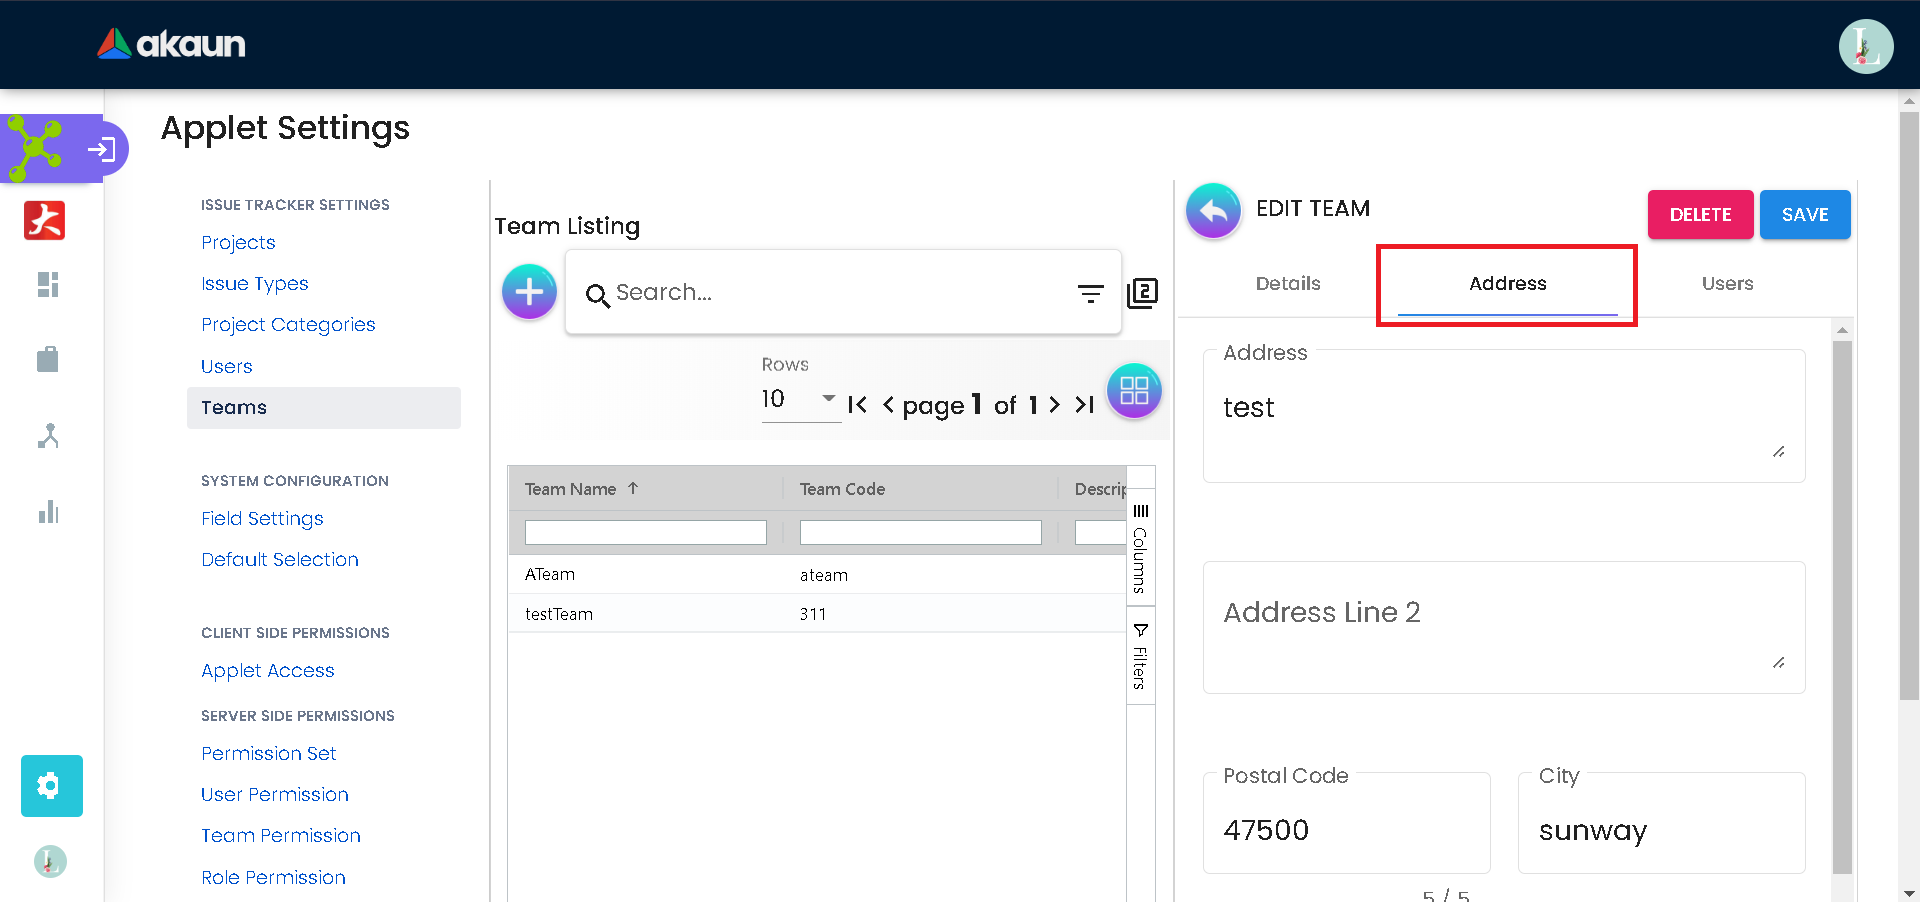 akaun
L
Applet Settings
ISSUE TRACKER SETTINGS
Projects
Issue Types
Project Categories
Users
Teams
SYSTEM CONFIGURATION
Field Settings
Default Selection
CLIENT SIDE PERMISSIONS
Applet Access
SERVER SIDE PERMISSIONS
Permission Set
User Permission
Team Permission
Role Permission
L
Team Listing
Search...
2
Rows
10
page 1 of 1
Team Name ↑ Team Code Descrip
ATeam ateam
testTeam 311
Columns
Filters
EDIT TEAM
DELETE SAVE
Details Address Users
Address
test
Address Line 2
Postal Code City
47500 sunway
5 / 5